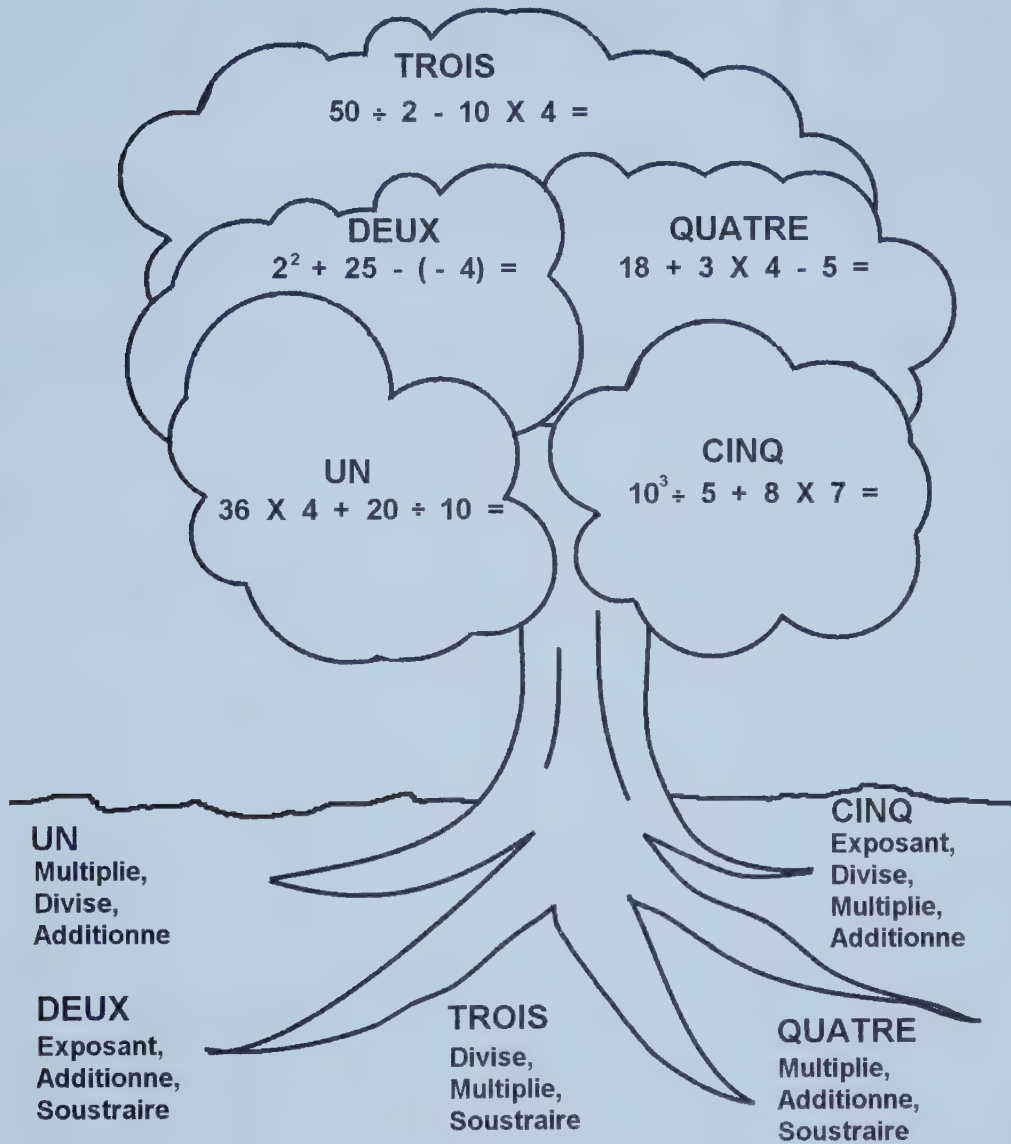 TROIS
50 ÷ 2 - 10 X 4 =
DEUX
2² + 25 - ( - 4) =
QUATRE
18 + 3 X 4 - 5 =
UN
36 X 4 + 20 ÷ 10 =
CINQ
10³ ÷ 5 + 8 X 7 =
UN
Multiplie,
Divise,
Additionne
CINQ
Exposant,
Divise,
Multiplie,
Additionne
DEUX
Exposant,
Additionne,
Soustraire
TROIS
Divise,
Multiplie,
Soustraire
QUATRE
Multiplie,
Additionne,
Soustraire